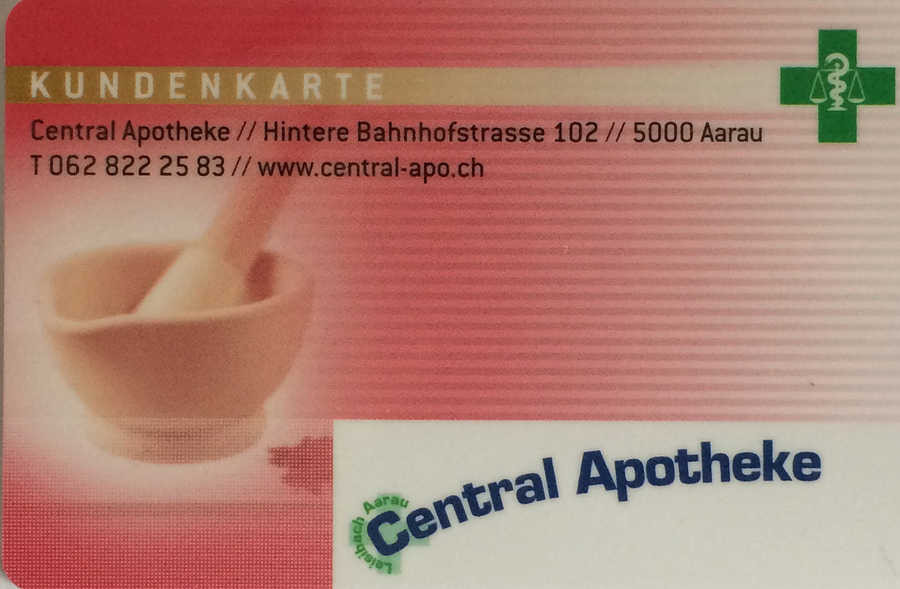 KUNDENKARTE
Central Apotheke // Hintere Bahnhofstrasse 102 // 5000 Aarau
T 062 822 25 83 // www.central-apo.ch
Central Apotheke
Leisibach Aarau